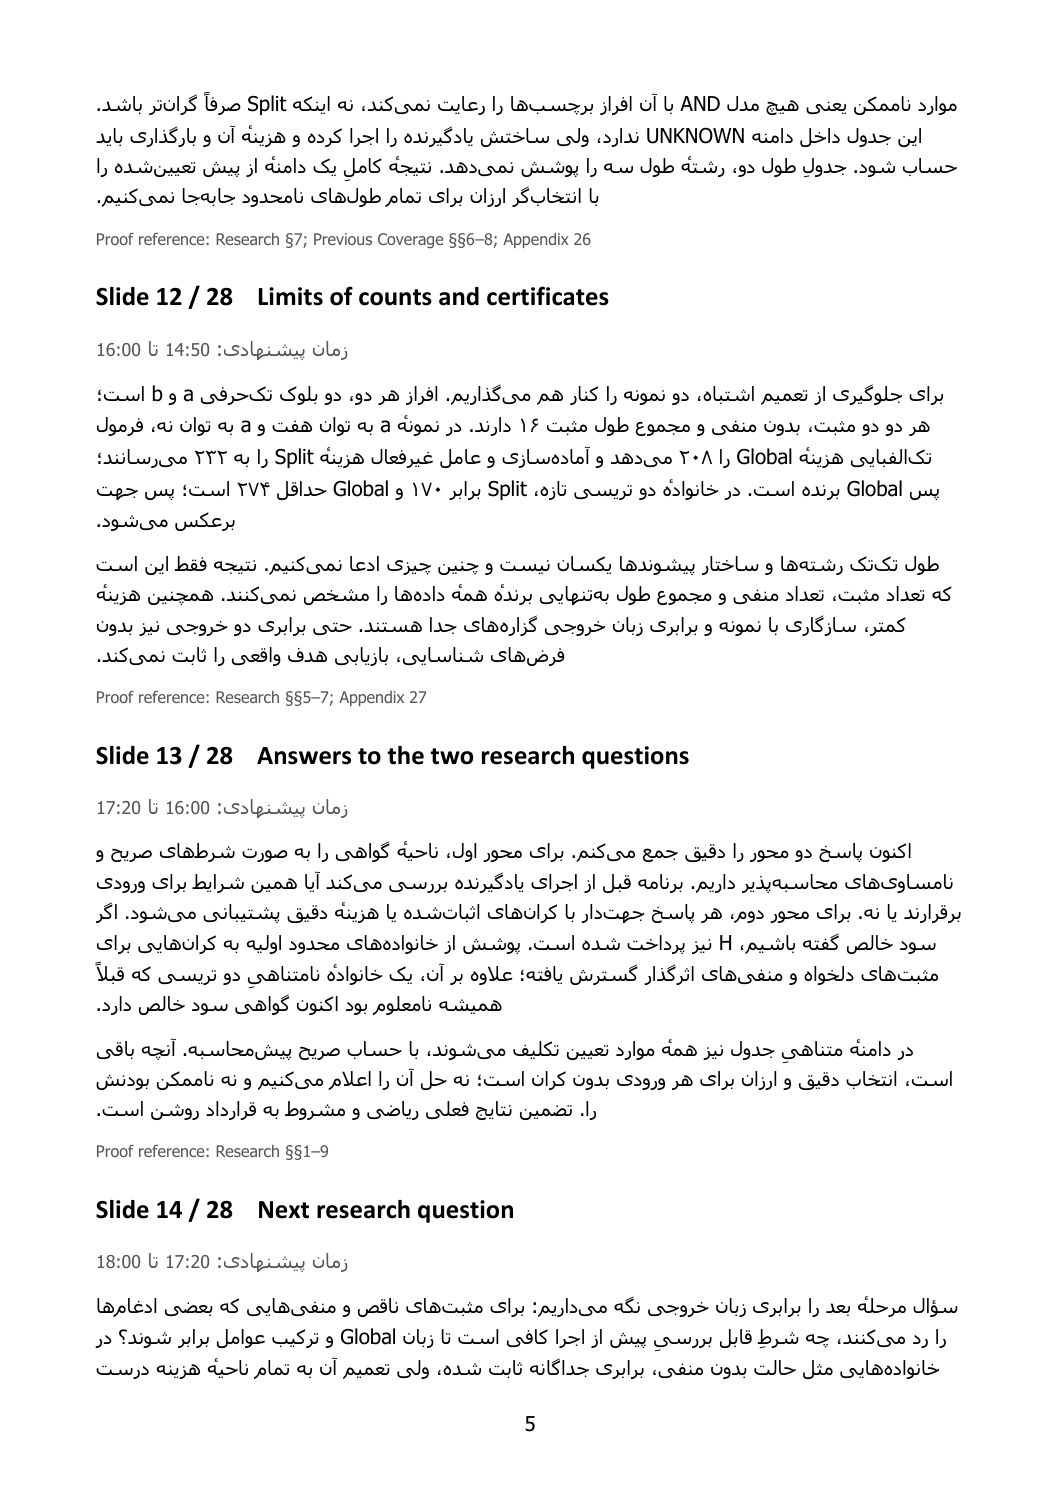 موارد ناممکن یعنی هیچ مدل AND با آن افراز برچسب‌ها را رعایت نمی‌کند، نه اینکه Split صرفاً گران‌تر باشد.
این جدول داخل دامنه UNKNOWN ندارد، ولی ساختش یادگیرنده را اجرا کرده و هزینهٔ آن و بارگذاری باید
حساب شود. جدولِ طول دو، رشتهٔ طول سه را پوشش نمی‌دهد. نتیجهٔ کاملِ یک دامنهٔ از پیش تعیین‌شده را
با انتخاب‌گر ارزان برای تمام طول‌های نامحدود جابه‌جا نمی‌کنیم.
Proof reference: Research §7; Previous Coverage §§6–8; Appendix 26
Slide 12 / 28 Limits of counts and certificates
زمان پیشنهادی: 14:50 تا 16:00
برای جلوگیری از تعمیم اشتباه، دو نمونه را کنار هم می‌گذاریم. افراز هر دو، دو بلوک تک‌حرفی a و b است؛
هر دو دو مثبت، بدون منفی و مجموع طول مثبت ۱۶ دارند. در نمونهٔ a به توان هفت و a به توان نه، فرمول
تک‌الفبایی هزینهٔ Global را ۲۰۸ می‌دهد و آماده‌سازی و عامل غیرفعال هزینهٔ Split را به ۲۳۲ می‌رسانند؛
پس Global برنده است. در خانوادهٔ دو تریسی تازه، Split برابر ۱۷۰ و Global حداقل ۲۷۴ است؛ پس جهت
برعکس می‌شود.
طول تک‌تک رشته‌ها و ساختار پیشوندها یکسان نیست و چنین چیزی ادعا نمی‌کنیم. نتیجه فقط این است
که تعداد مثبت، تعداد منفی و مجموع طول به‌تنهایی برندهٔ همهٔ داده‌ها را مشخص نمی‌کنند. همچنین هزینهٔ
کمتر، سازگاری با نمونه و برابری زبان خروجی گزاره‌های جدا هستند. حتی برابری دو خروجی نیز بدون
فرض‌های شناسایی، بازیابی هدف واقعی را ثابت نمی‌کند.
Proof reference: Research §§5–7; Appendix 27
Slide 13 / 28 Answers to the two research questions
زمان پیشنهادی: 16:00 تا 17:20
اکنون پاسخ دو محور را دقیق جمع می‌کنم. برای محور اول، ناحیهٔ گواهی را به صورت شرط‌های صریح و
نامساوی‌های محاسبه‌پذیر داریم. برنامه قبل از اجرای یادگیرنده بررسی می‌کند آیا همین شرایط برای ورودی
برقرارند یا نه. برای محور دوم، هر پاسخ جهت‌دار با کران‌های اثبات‌شده یا هزینهٔ دقیق پشتیبانی می‌شود. اگر
سود خالص گفته باشیم، H نیز پرداخت شده است. پوشش از خانواده‌های محدود اولیه به کران‌هایی برای
مثبت‌های دلخواه و منفی‌های اثرگذار گسترش یافته؛ علاوه بر آن، یک خانوادهٔ نامتناهیِ دو تریسی که قبلاً
همیشه نامعلوم بود اکنون گواهی سود خالص دارد.
در دامنهٔ متناهیِ جدول نیز همهٔ موارد تعیین تکلیف می‌شوند، با حساب صریح پیش‌محاسبه. آنچه باقی
است، انتخاب دقیق و ارزان برای هر ورودی بدون کران است؛ نه حل آن را اعلام می‌کنیم و نه ناممکن بودنش
را. تضمین نتایج فعلی ریاضی و مشروط به قرارداد روشن است.
Proof reference: Research §§1–9
Slide 14 / 28 Next research question
زمان پیشنهادی: 17:20 تا 18:00
سؤال مرحلهٔ بعد را برابری زبان خروجی نگه می‌داریم: برای مثبت‌های ناقص و منفی‌هایی که بعضی ادغام‌ها
را رد می‌کنند، چه شرطِ قابل بررسیِ پیش از اجرا کافی است تا زبان Global و ترکیب عوامل برابر شوند؟ در
خانواده‌هایی مثل حالت بدون منفی، برابری جداگانه ثابت شده، ولی تعمیم آن به تمام ناحیهٔ هزینه درست
5